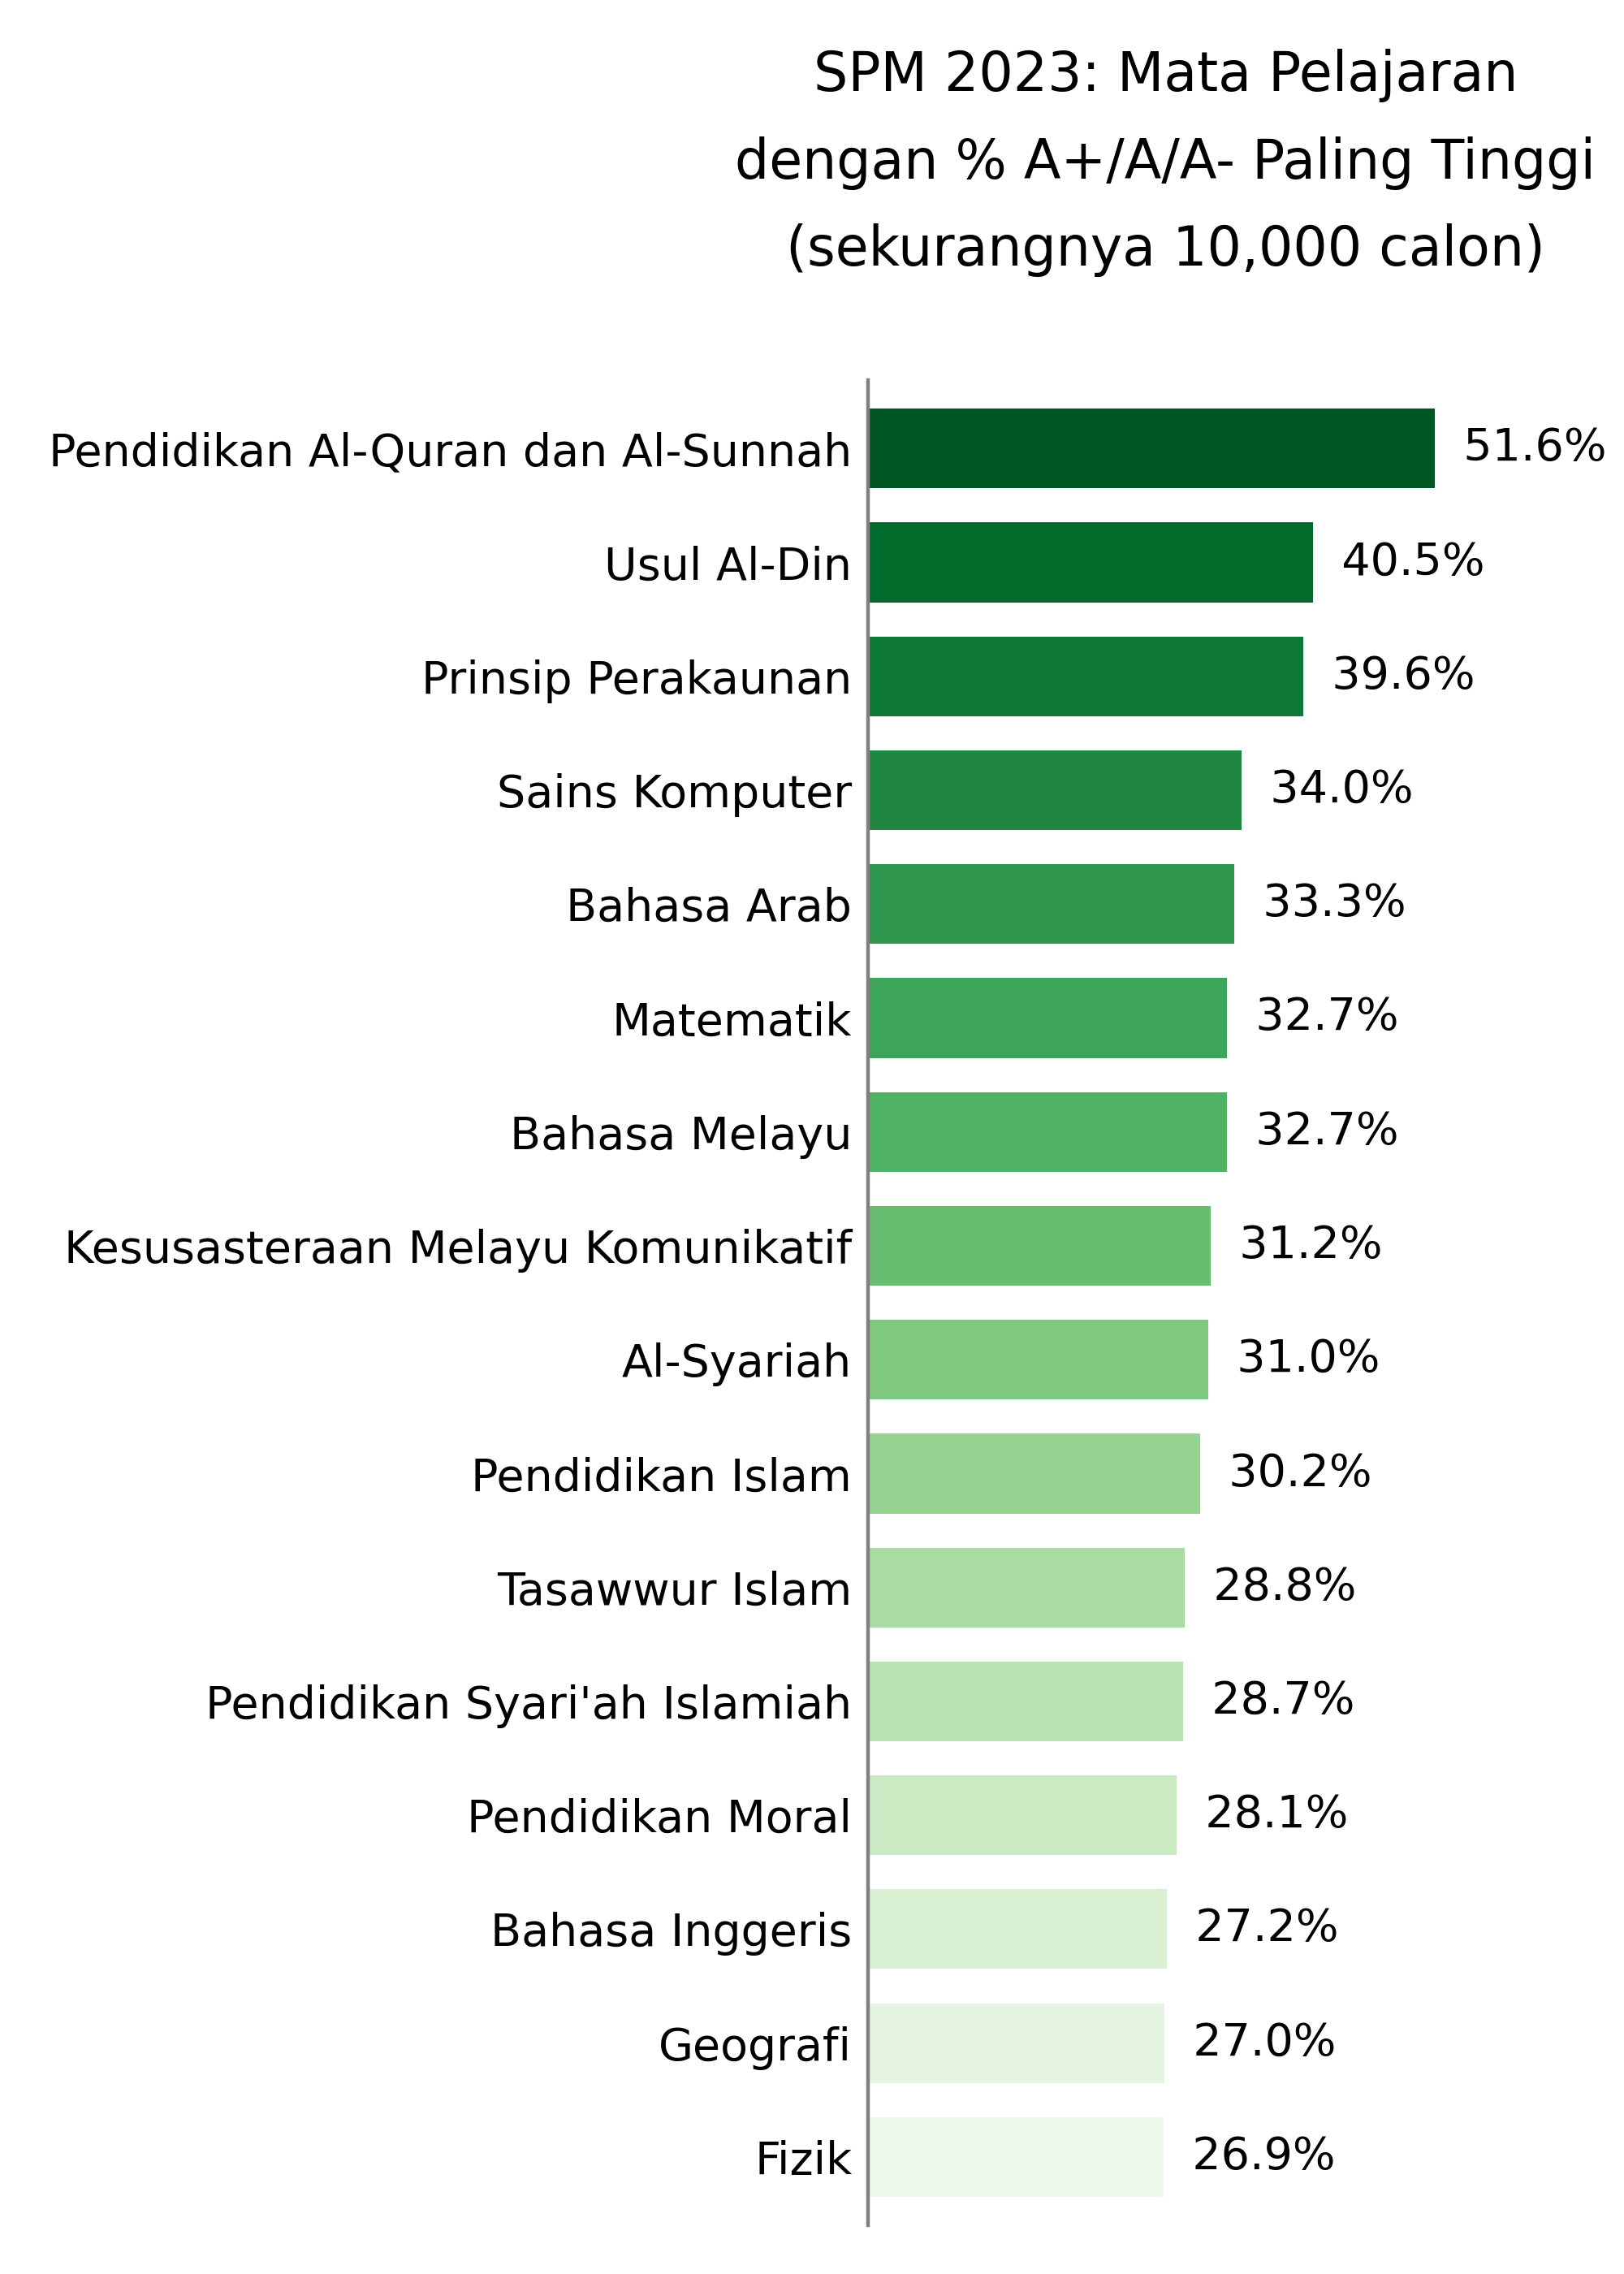 SPM 2023: Mata Pelajaran
dengan % A+/A/A- Paling Tinggi
(sekurangnya 10,000 calon)
Pendidikan Al-Quran dan Al-Sunnah 51.6%
Usul Al-Din 40.5%
Prinsip Perakaunan 39.6%
Sains Komputer 34.0%
Bahasa Arab 33.3%
Matematik 32.7%
Bahasa Melayu 32.7%
Kesusasteraan Melayu Komunikatif 31.2%
Al-Syariah 31.0%
Pendidikan Islam 30.2%
Tasawwur Islam 28.8%
Pendidikan Syari'ah Islamiah 28.7%
Pendidikan Moral 28.1%
Bahasa Inggeris 27.2%
Geografi 27.0%
Fizik 26.9%